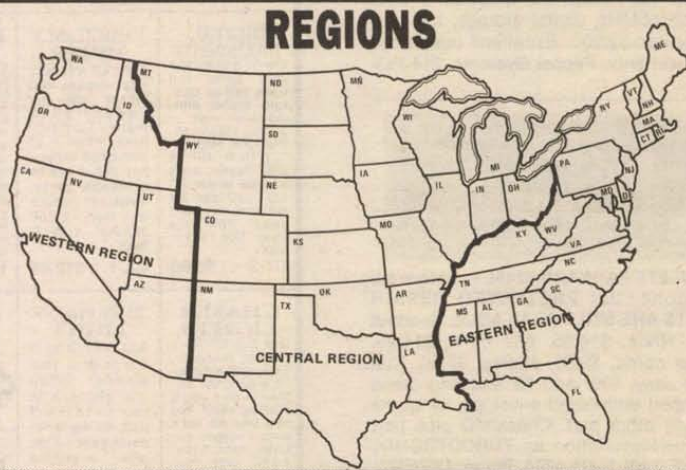 REGIONS
WA
MT
ND
MN
ME
OR
ID
WI
NY
VT
NH
MA
CT
RI
SD
WY
MI
PA
NJ
IA
NE
CA
NV
UT
IL
IN
OH
MD
DE
CO
WV
KY
VA
KS
MO
WESTERN REGION
NC
TN
AZ
NM
OK
AR
SC
TX
MS
AL
GA
EASTERN REGION
CENTRAL REGION
LA
FL